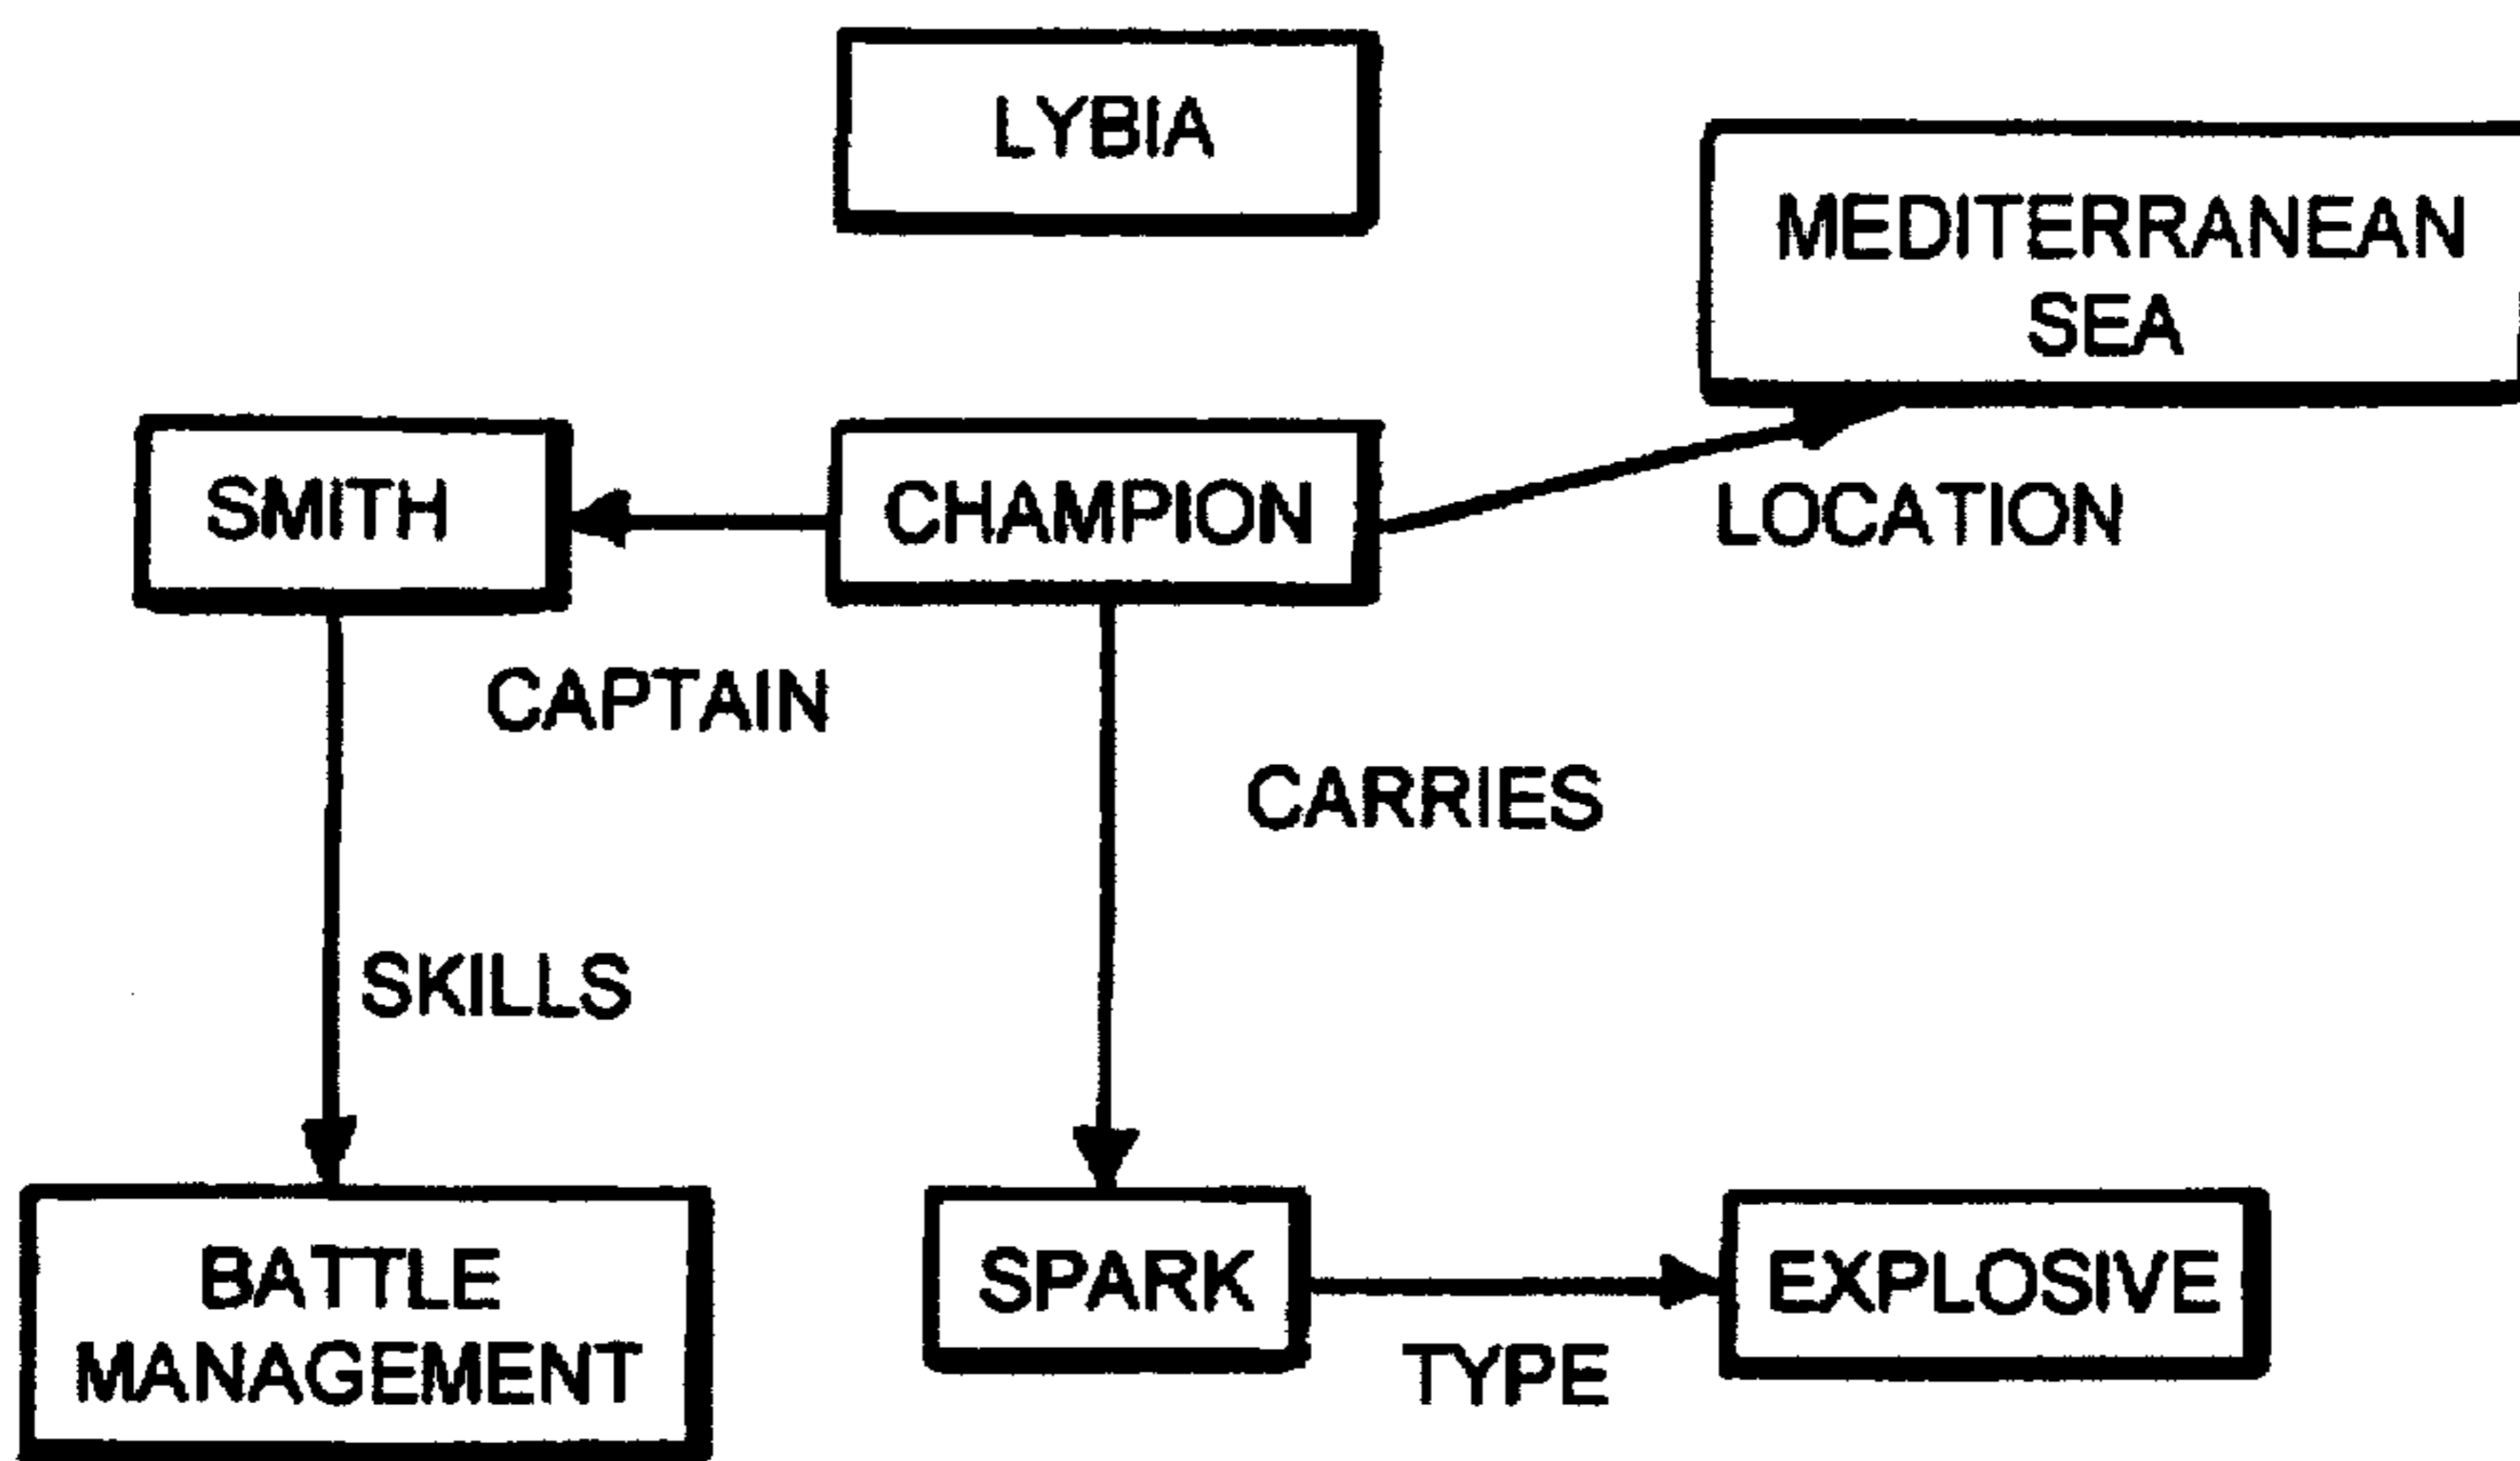 LYBIA
MEDITERRANEAN
SEA
SMITH
CHAMPION
LOCATION
CAPTAIN
CARRIES
SKILLS
BATTLE
MANAGEMENT
SPARK
EXPLOSIVE
TYPE